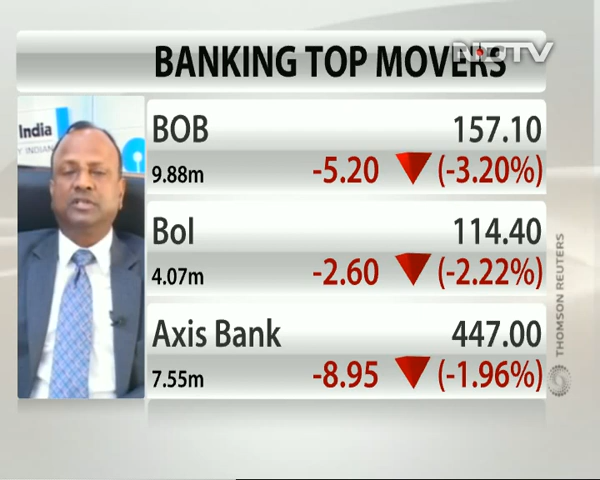 NDTV
BANKING TOP MOVERS
India
Y INDIAN
BOB 157.10
9.88m -5.20 (-3.20%)
BoI 114.40
4.07m -2.60 (-2.22%)
Axis Bank 447.00
7.55m -8.95 (-1.96%)
THOMSON REUTERS